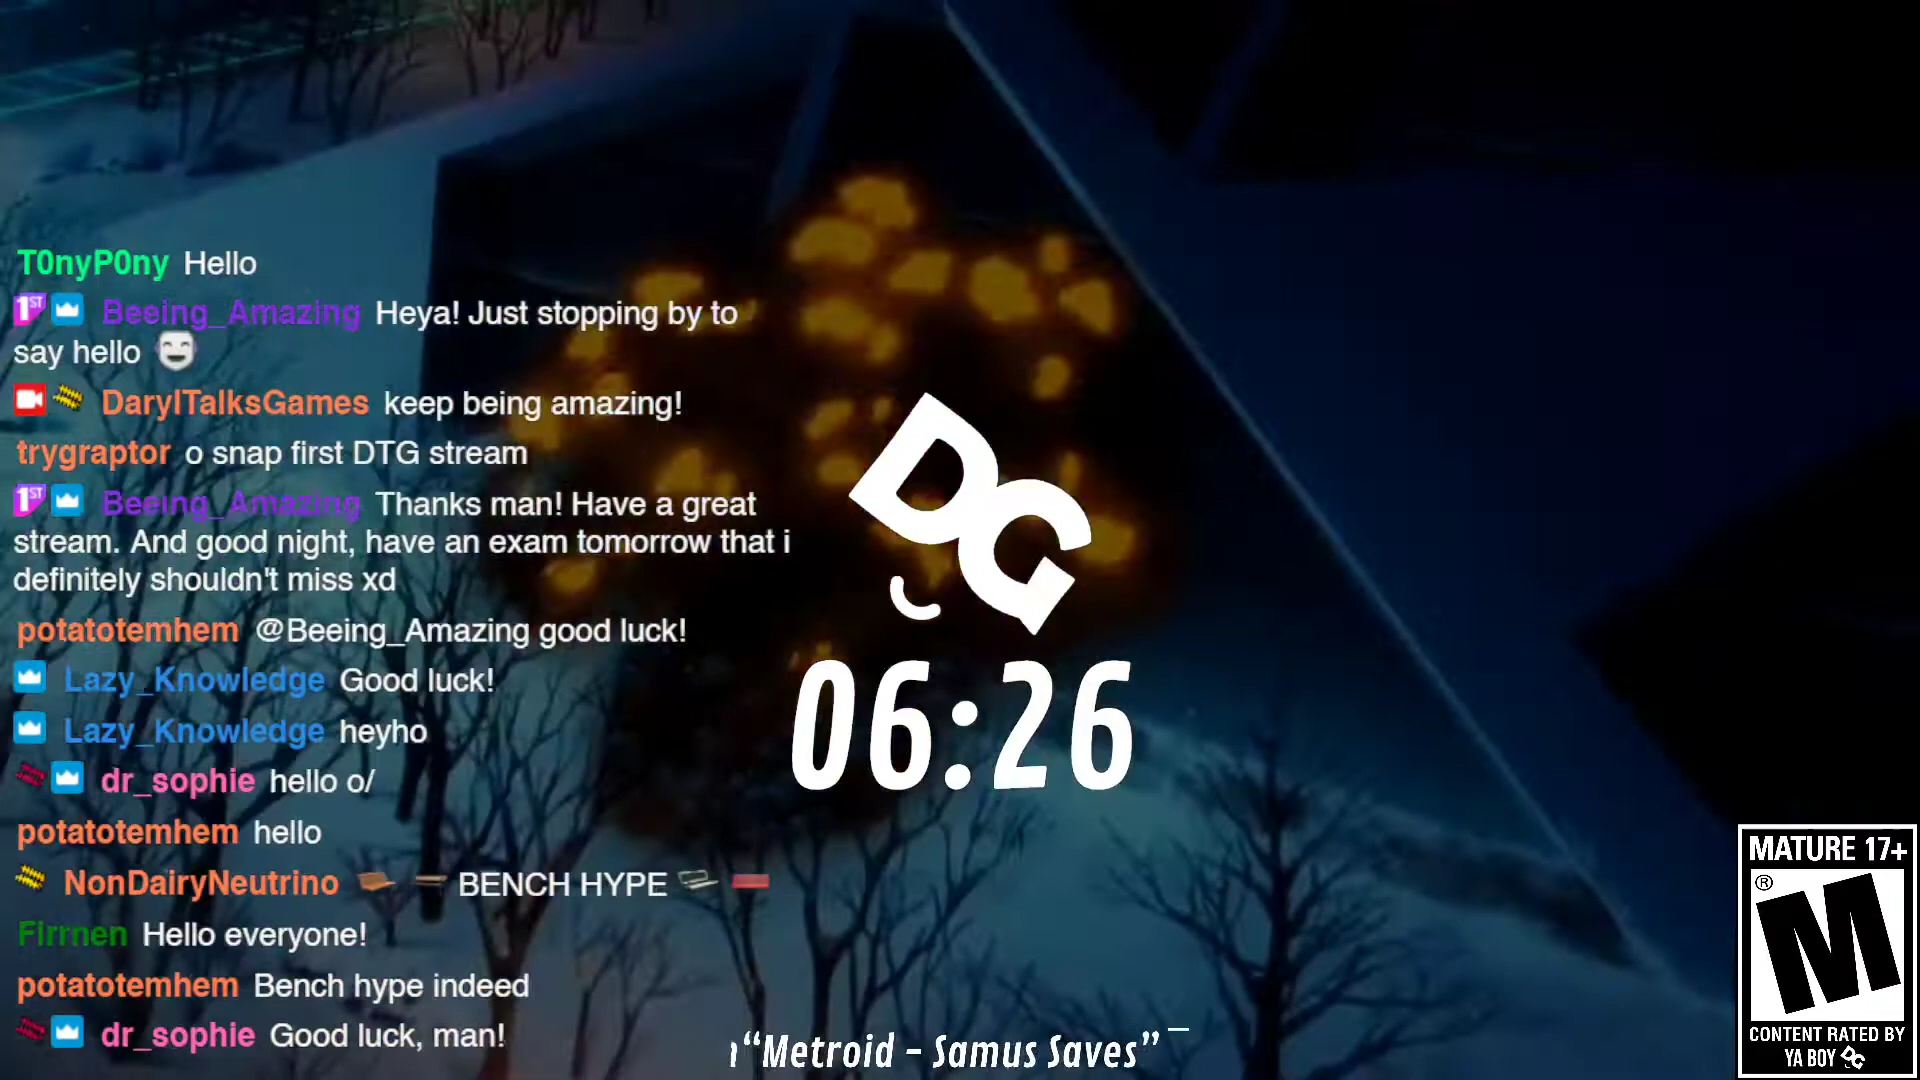 T0nyP0ny Hello
1ST Beeing_Amazing Heya! Just stopping by to
say hello
DarylTalksGames keep being amazing!
trygraptor o snap first DTG stream
1ST Beeing_Amazing Thanks man! Have a great
stream. And good night, have an exam tomorrow that i
definitely shouldn't miss xd
potatotemhem @Beeing_Amazing good luck!
Lazy_Knowledge Good luck!
Lazy_Knowledge heyho
dr_sophie hello o/
potatotemhem hello
NonDairyNeutrino BENCH HYPE
Firrnen Hello everyone!
potatotemhem Bench hype indeed
dr_sophie Good luck, man!
DG
06:26
“Metroid - Samus Saves”
MATURE 17+
®
M
CONTENT RATED BY
YA BOY DG